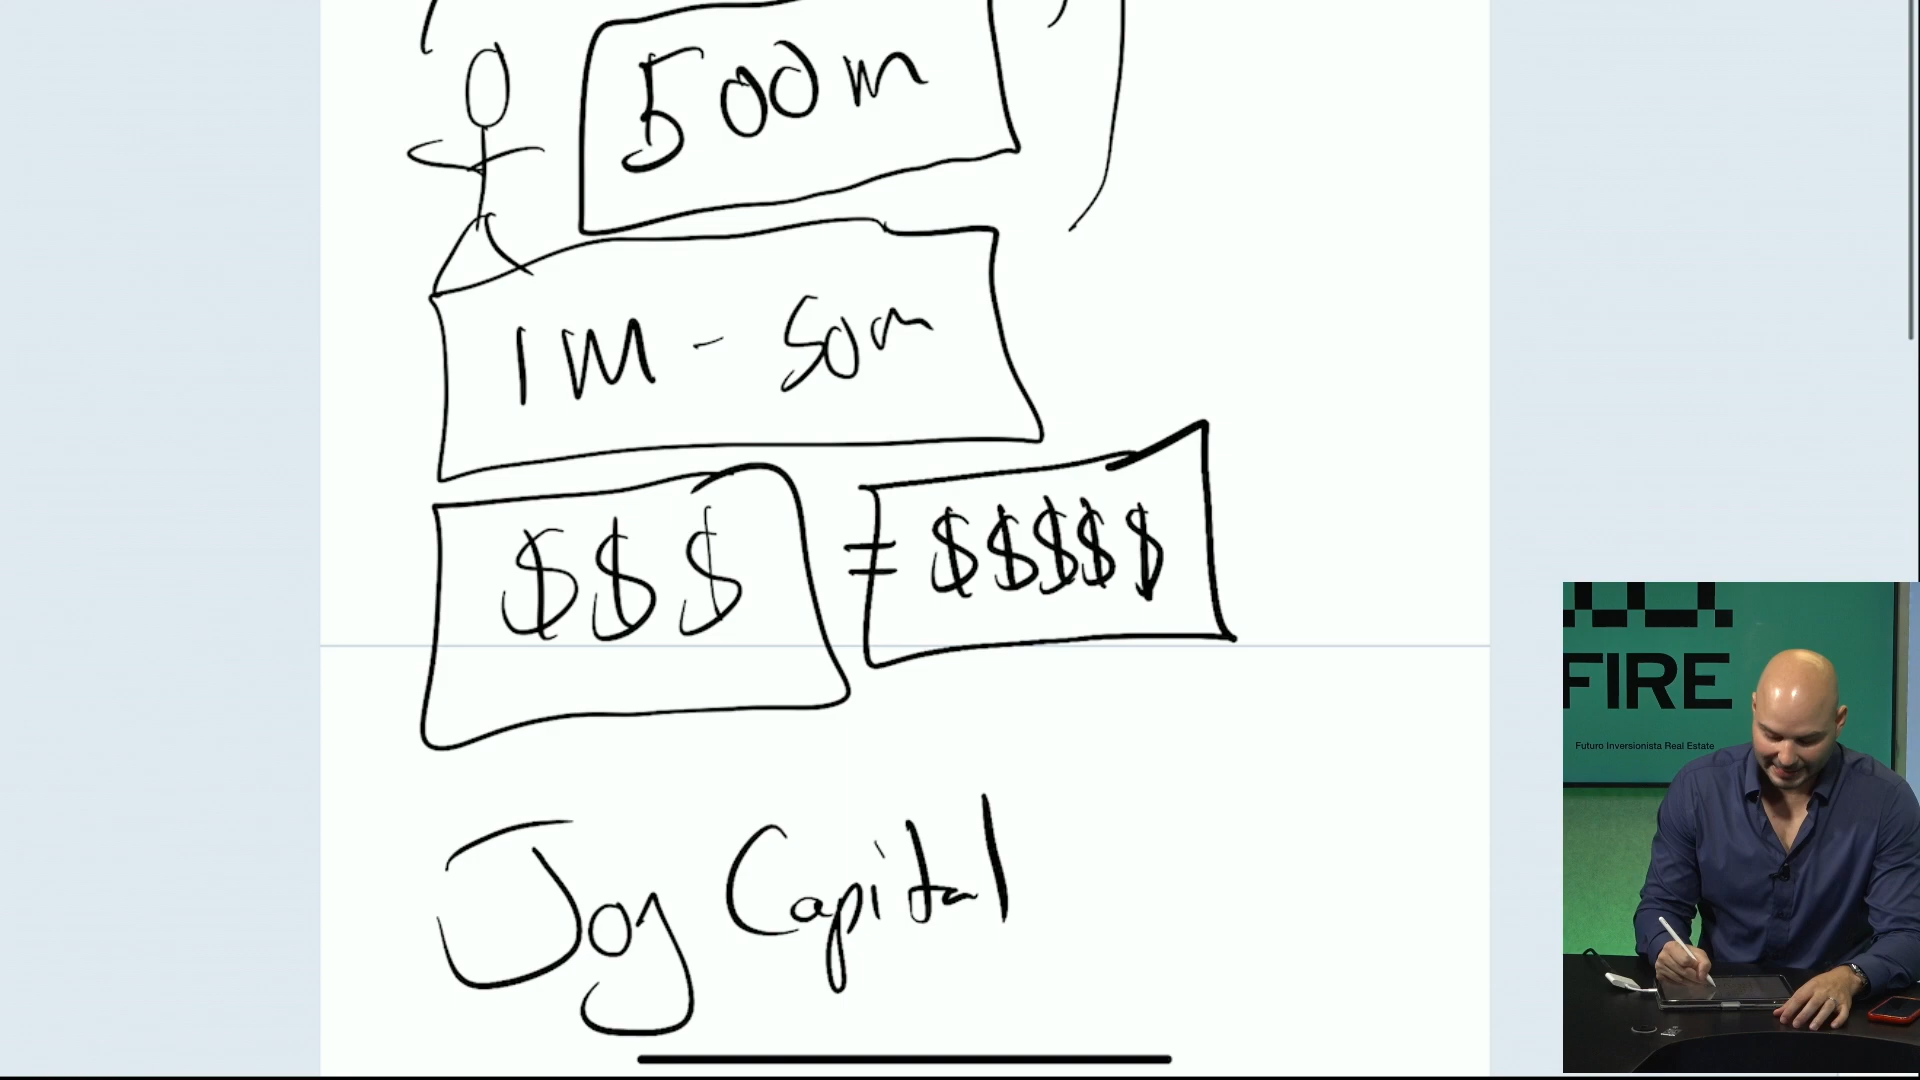 500m
1M - 50m
$$$ = $$$$$
Joy Capital
FIRE
Futuro Inversionista Real Estate